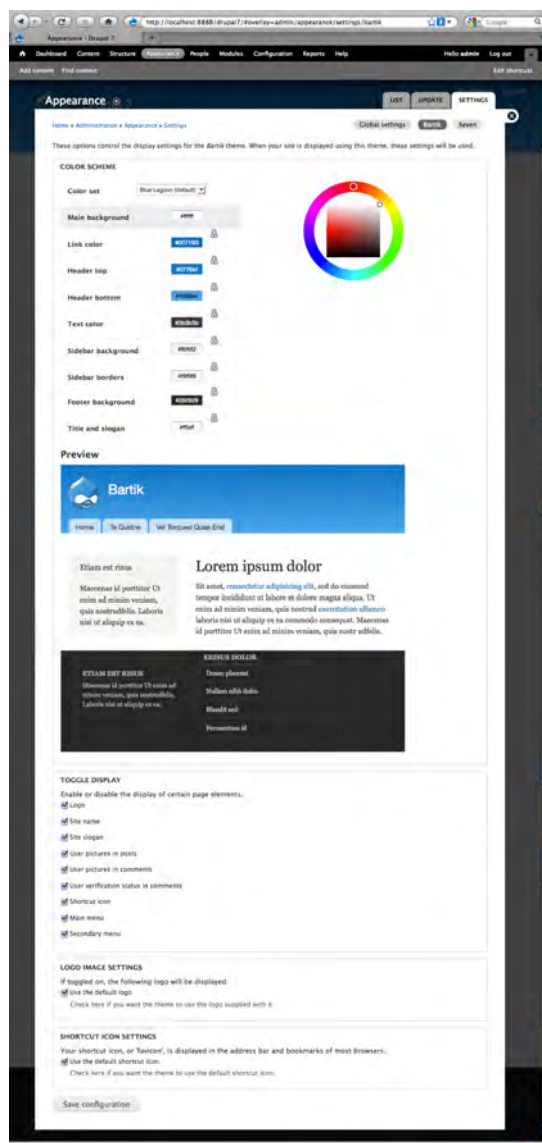 http://localhost:8888/drupal7/#overlay=admin/appearance/settings/bartik
Google
Appearance | Drupal 7
Dashboard Content Structure Appearance People Modules Configuration Reports Help Hello admin Log out
Add content Find content Edit shortcuts
Appearance LIST UPDATE SETTINGS
Home » Administration » Appearance » Settings Global settings Bartik Seven
These options control the display settings for the Bartik theme. When your site is displayed using this theme, these settings will be used.
COLOR SCHEME
Color set Blue Lagoon (default)
Main background
Link color
Header top
Header bottom
Text color
Sidebar background
Sidebar borders
Footer background
Title and slogan
Preview
Bartik
Home Te Quidne Vel Torqueo Quae Erat
Etiam est risus
Maecenas id porttitor Ut
enim ad minim veniam,
quis nostrudfelis. Laboris
nisi ut aliquip ex ea.
Lorem ipsum dolor
Sit amet, consectetur adipisicing elit, sed do eiusmod
tempor incididunt ut labore et dolore magna aliqua. Ut
enim ad minim veniam, quis nostrud exercitation ullamco
laboris nisi ut aliquip ex ea commodo consequat. Maecenas
id porttitor Ut enim ad minim veniam, quis nostr udfelis.
ETIAM EST RISUS
Maecenas id porttitor Ut enim ad
minim veniam, quis nostrudfelis.
Laboris nisi ut aliquip ex ea.
ERISUS DOLOR
Donec placerat
Nullam nibh dolor
Blandit sed
Fermentum id
TOGGLE DISPLAY
Enable or disable the display of certain page elements.
Logo
Site name
Site slogan
User pictures in posts
User pictures in comments
User verification status in comments
Shortcut icon
Main menu
Secondary menu
LOGO IMAGE SETTINGS
If toggled on, the following logo will be displayed.
Use the default logo
Check here if you want the theme to use the logo supplied with it.
SHORTCUT ICON SETTINGS
Your shortcut icon, or 'favicon', is displayed in the address bar and bookmarks of most browsers.
Use the default shortcut icon.
Check here if you want the theme to use the default shortcut icon.
Save configuration